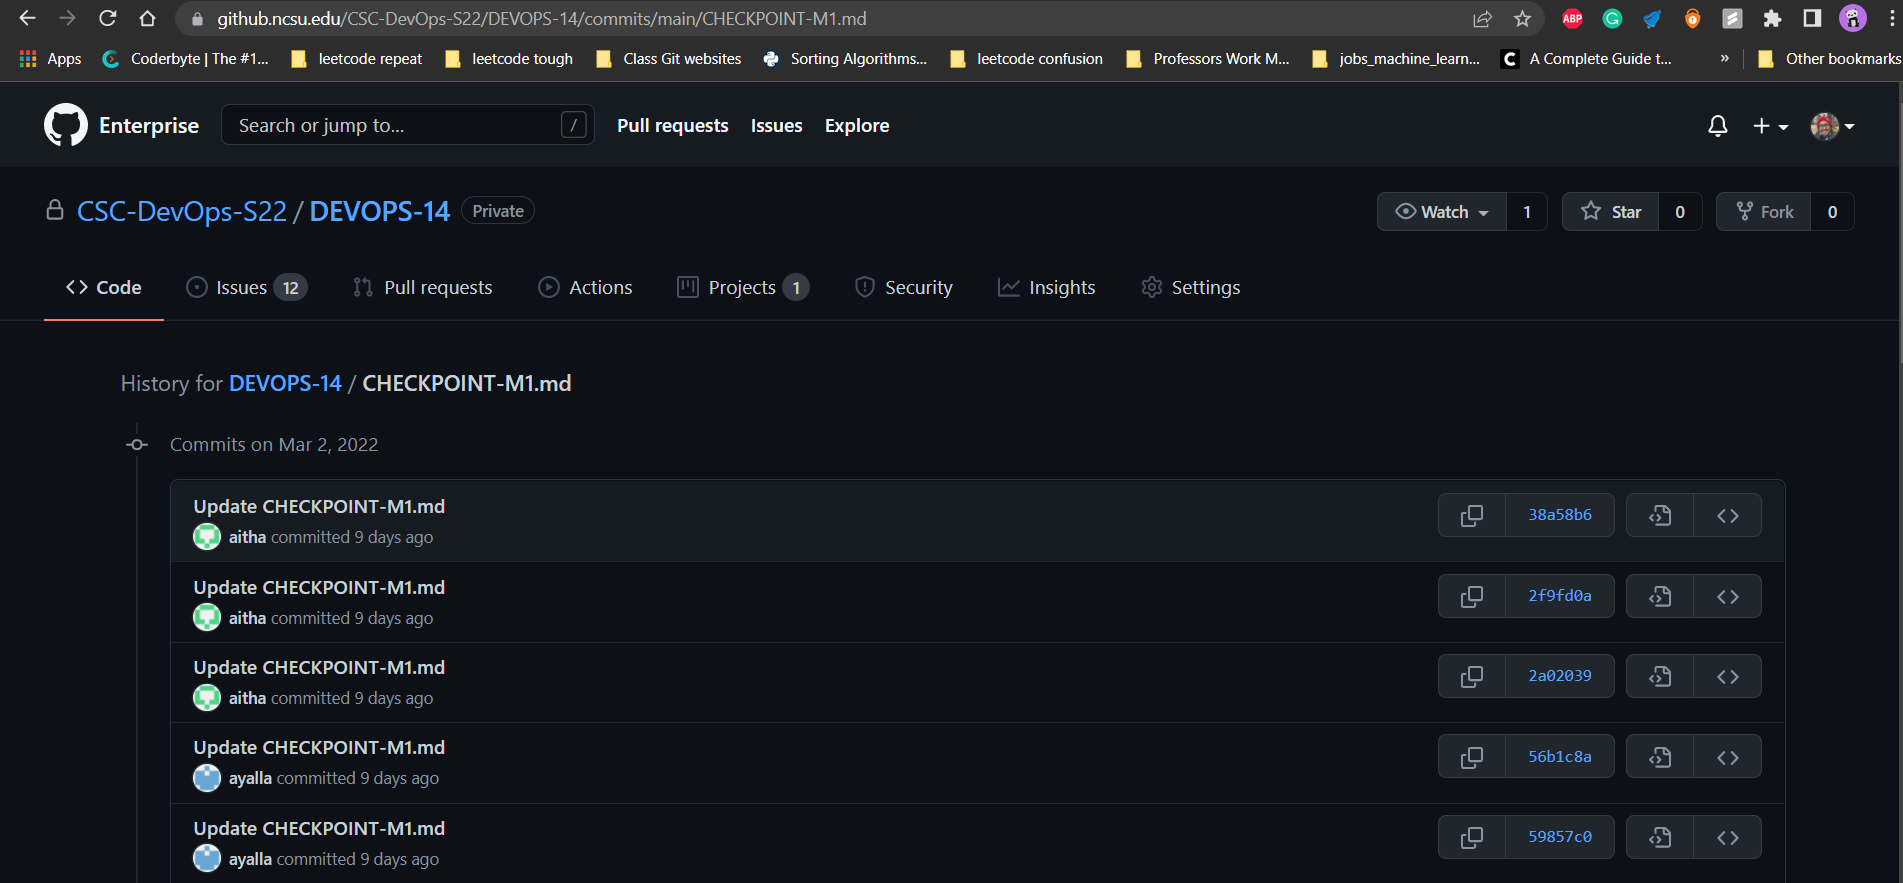 github.ncsu.edu/CSC-DevOps-S22/DEVOPS-14/commits/main/CHECKPOINT-M1.md
ABP
G
Apps
Coderbyte | The #1...
leetcode repeat
leetcode tough
Class Git websites
Sorting Algorithms...
leetcode confusion
Professors Work M...
jobs_machine_learn...
C
A Complete Guide t...
»
Other bookmarks
Enterprise
Search or jump to...
/
Pull requests
Issues
Explore
CSC-DevOps-S22 / DEVOPS-14
Private
Watch 1
Star 0
Fork 0
Code
Issues 12
Pull requests
Actions
Projects 1
Security
Insights
Settings
History for DEVOPS-14 / CHECKPOINT-M1.md
Commits on Mar 2, 2022
Update CHECKPOINT-M1.md
aitha committed 9 days ago
38a58b6
Update CHECKPOINT-M1.md
aitha committed 9 days ago
2f9fd0a
Update CHECKPOINT-M1.md
aitha committed 9 days ago
2a02039
Update CHECKPOINT-M1.md
ayalla committed 9 days ago
56b1c8a
Update CHECKPOINT-M1.md
ayalla committed 9 days ago
59857c0